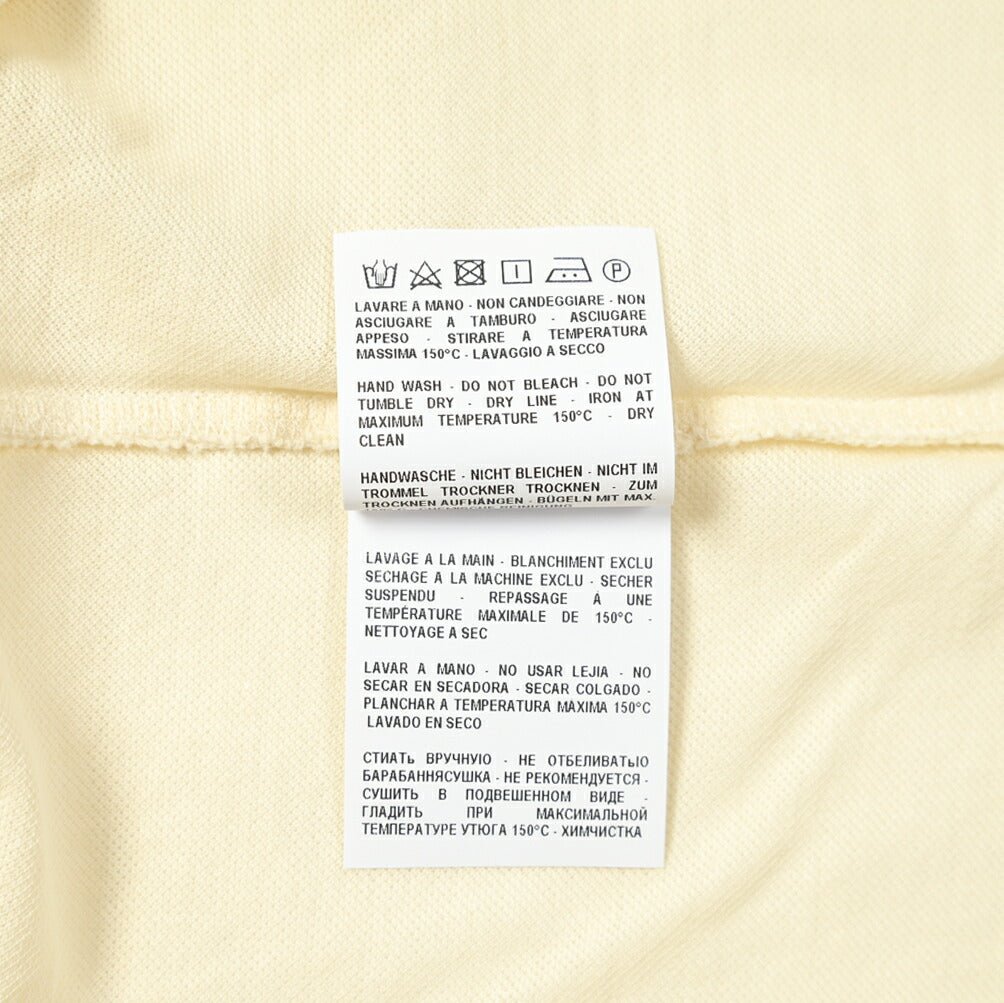 P
LAVARE A MANO - NON CANDEGGIARE - NON
ASCIUGARE A TAMBURO - ASCIUGARE
APPESO - STIRARE A TEMPERATURA
MASSIMA 150°C - LAVAGGIO A SECCO
HAND WASH - DO NOT BLEACH - DO NOT
TUMBLE DRY - DRY LINE - IRON AT
MAXIMUM TEMPERATURE 150°C - DRY
CLEAN
HANDWASCHE - NICHT BLEICHEN - NICHT IM
TROMMEL TROCKNER TROCKNEN - ZUM
TROCKNEN AUFHÄNGEN - BÜGELN MIT MAX.
LAVAGE A LA MAIN - BLANCHIMENT EXCLU
SECHAGE A LA MACHINE EXCLU - SECHER
SUSPENDU - REPASSAGE Á UNE
TEMPÉRATURE MAXIMALE DE 150°C -
NETTOYAGE A SEC
LAVAR A MANO - NO USAR LEJIA - NO
SECAR EN SECADORA - SECAR COLGADO -
PLANCHAR A TEMPERATURA MÁXIMA 150°C
LAVADO EN SECO
СТИАТЬ ВРУЧНУЮ - НЕ ОТБЕЛИВАТЬЮ
БАРАБАННЯСУШКА - НЕ РЕКОМЕНДУЕТСЯ -
СУШИТЬ В ПОДВЕШЕННОМ ВИДЕ -
ГЛАДИТЬ ПРИ МАКСИМАЛЬНОЙ
ТЕМПЕРАТУРЕ УТЮГА 150°C - ХИМЧИСТКА